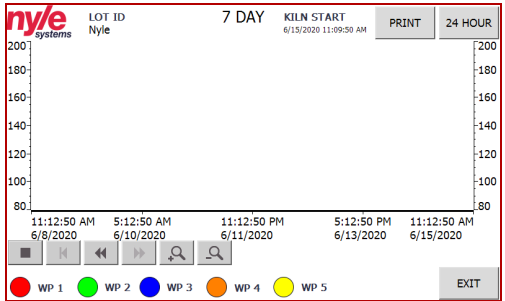 nyle
systems
LOT ID
Nyle
7 DAY
KILN START
6/15/2020 11:09:50 AM
PRINT
24 HOUR
200 200
180 180
160 160
140 140
120 120
100 100
80 80
11:12:50 AM 5:12:50 AM 11:12:50 PM 5:12:50 PM 11:12:50 AM
6/8/2020 6/10/2020 6/11/2020 6/13/2020 6/15/2020
WP 1 WP 2 WP 3 WP 4 WP 5
EXIT